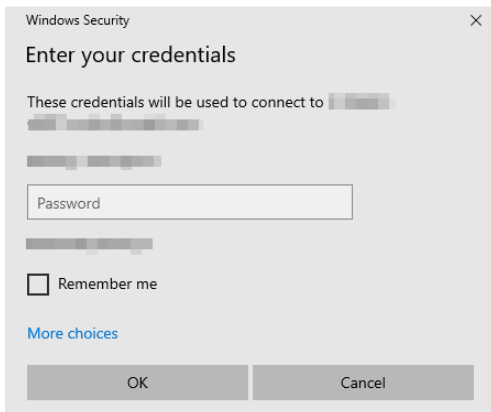 Windows Security
Enter your credentials
These credentials will be used to connect to
Password
Remember me
More choices
OK
Cancel